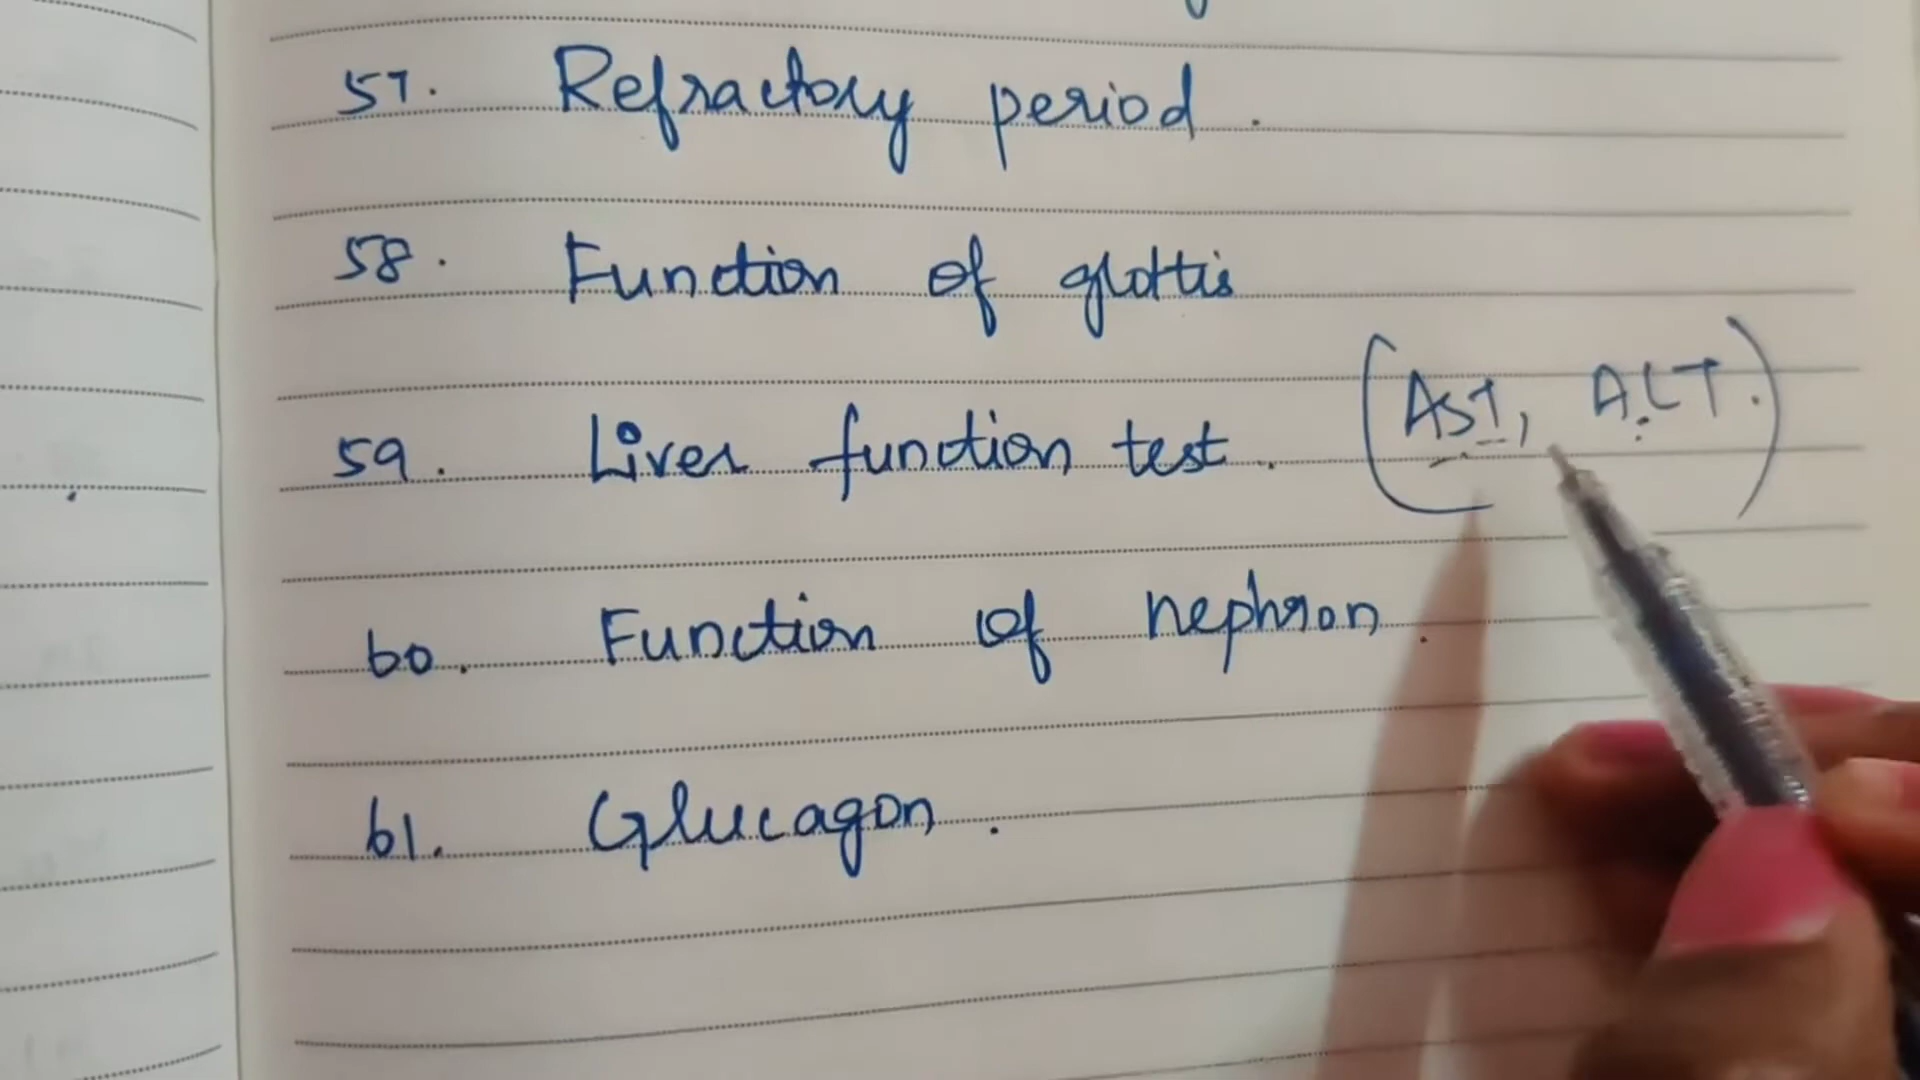 57. Refractory period.
58. Function of glottis
59. Liver function test. (AST, ALT.)
60. Function of nephron.
61. Glucagon.